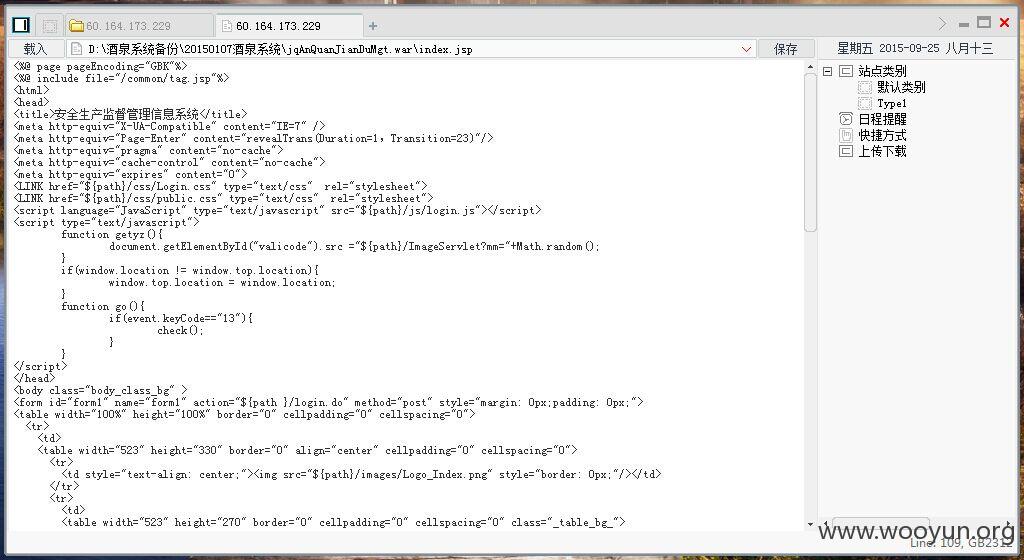 60.164.173.229
60.164.173.229
载入
D:\酒泉系统备份\20150107酒泉系统\jqAnQuanJianDuMgt.war\index.jsp
保存
星期五 2015-09-25 八月十三
<%@ page pageEncoding="GBK"%>
<%@ include file="/common/tag.jsp"%>
<html>
<head>
<title>安全生产监督管理信息系统</title>
<meta http-equiv="X-UA-Compatible" content="IE=7" />
<meta http-equiv="Page-Enter" content="revealTrans(Duration=1，Transition=23)"/>
<meta http-equiv="pragma" content="no-cache">
<meta http-equiv="cache-control" content="no-cache">
<meta http-equiv="expires" content="0">
<LINK href="${path}/css/Login.css" type="text/css"  rel="stylesheet">
<LINK href="${path}/css/public.css" type="text/css"  rel="stylesheet">
<script language="JavaScript" type="text/javascript" src="${path}/js/login.js"></script>
<script type="text/javascript">
function getyz(){
document.getElementById("valicode").src ="${path}/ImageServlet?mm="+Math.random();
}
if(window.location != window.top.location){
window.top.location = window.location;
}
function go(){
if(event.keyCode=="13"){
check();
}
}
</script>
</head>
<body class="body_class_bg" >
<form id="form1" name="form1" action="${path }/login.do" method="post" style="margin: 0px;padding: 0px;">
<table width="100%" height="100%" border="0" cellpadding="0" cellspacing="0">
<tr>
<td>
<table width="523" height="330" border="0" align="center" cellpadding="0" cellspacing="0">
<tr>
<td style="text-align: center;"><img src="${path}/images/Logo_Index.png" style="border: 0px;"/></td>
</tr>
<tr>
<td>
<table width="523" height="270" border="0" cellpadding="0" cellspacing="0" class="_table_bg_">
站点类别
默认类别
Type1
日程提醒
快捷方式
上传下载
www.wooyun.org
Line: 109, GB2312